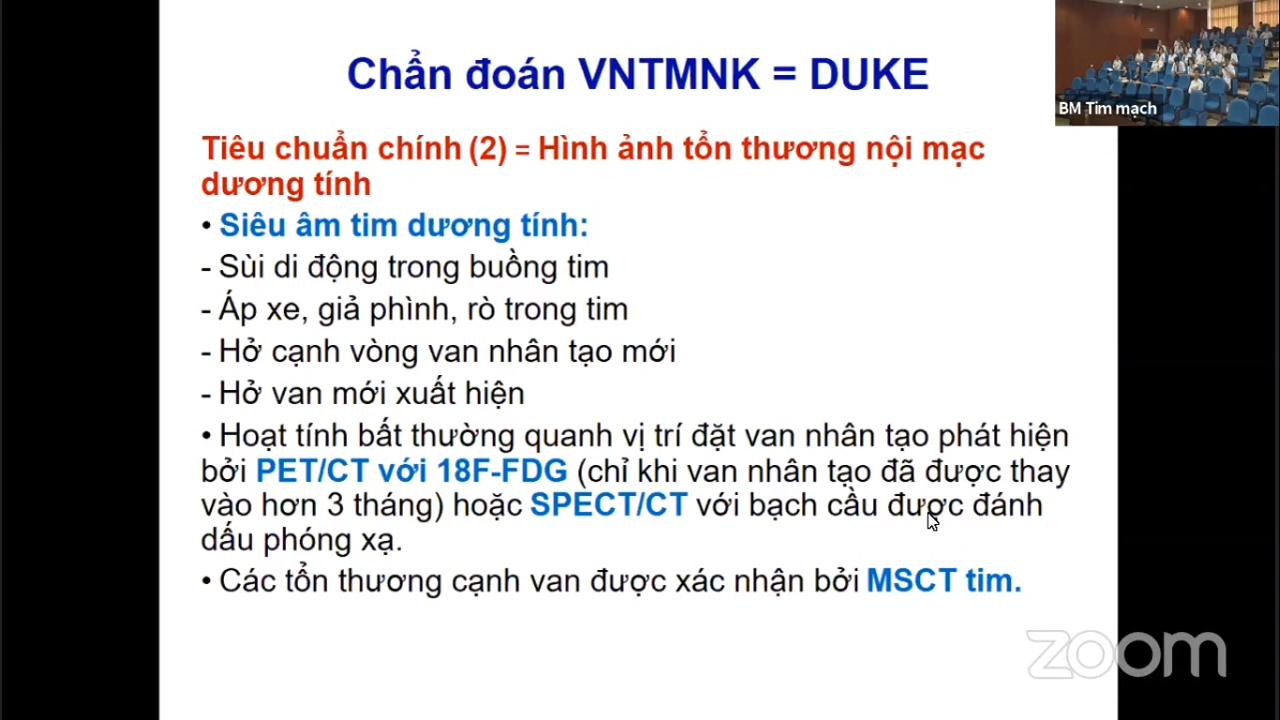 Chẩn đoán VNTMNK = DUKE
BM Tim mạch
Tiêu chuẩn chính (2) = Hình ảnh tổn thương nội mạc
dương tính
• Siêu âm tim dương tính:
- Sùi di động trong buồng tim
- Áp xe, giả phình, rò trong tim
- Hở cạnh vòng van nhân tạo mới
- Hở van mới xuất hiện
• Hoạt tính bất thường quanh vị trí đặt van nhân tạo phát hiện
bởi PET/CT với 18F-FDG (chỉ khi van nhân tạo đã được thay
vào hơn 3 tháng) hoặc SPECT/CT với bạch cầu được đánh
dấu phóng xạ.
• Các tổn thương cạnh van được xác nhận bởi MSCT tim.
zoom